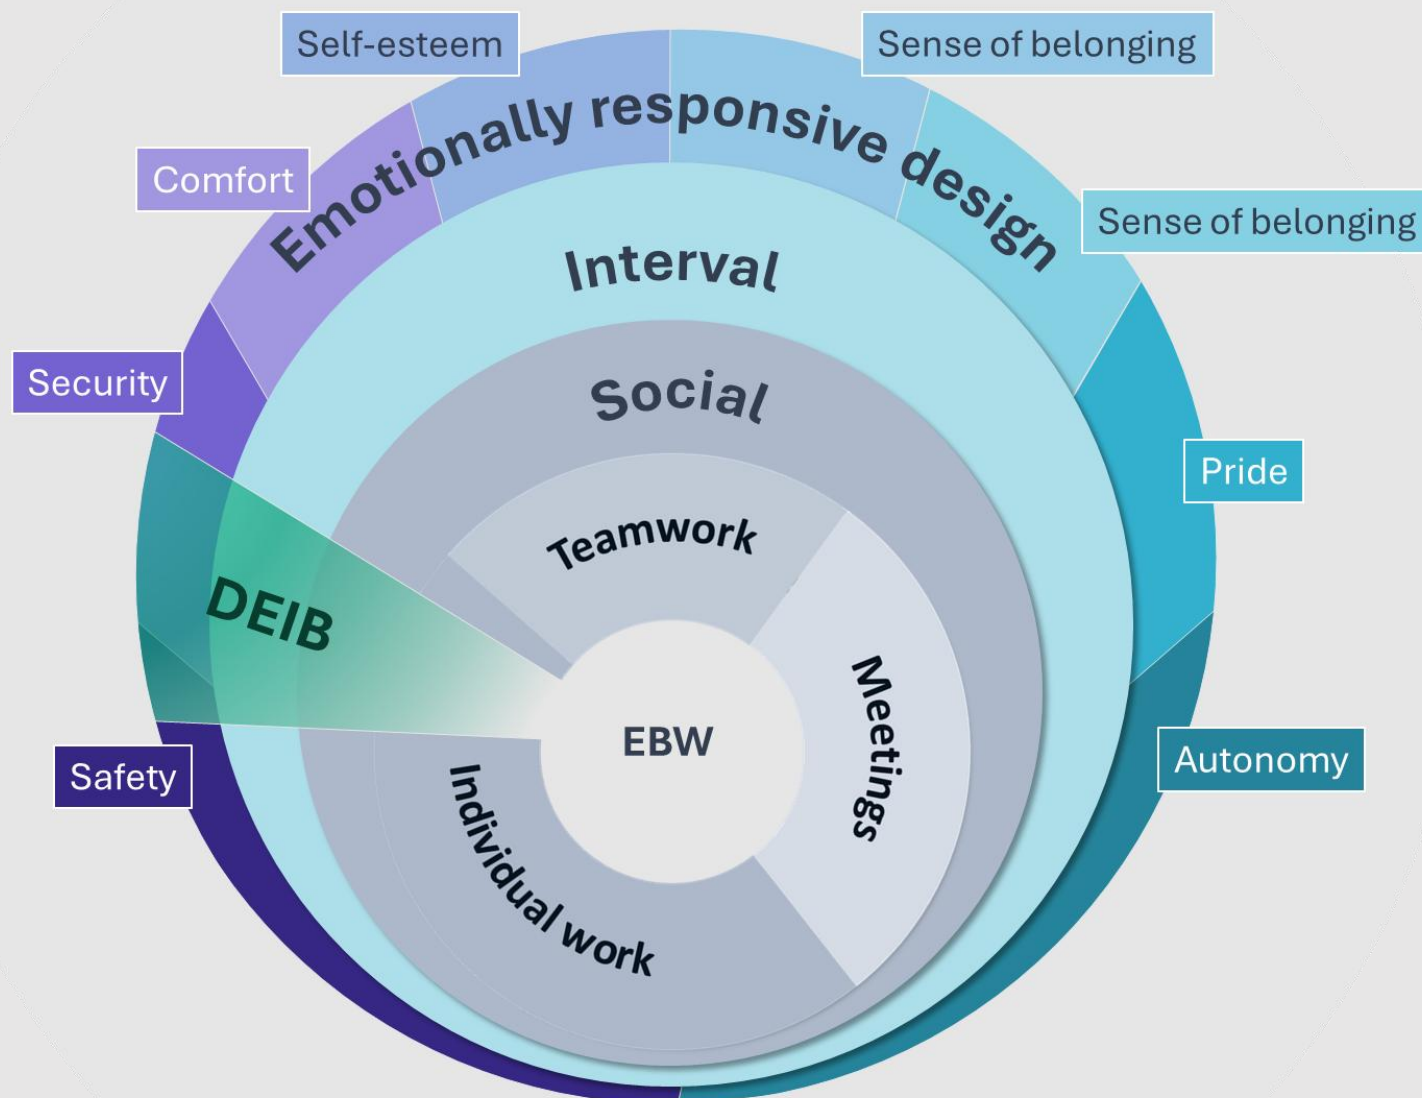 Self-esteem
Sense of belonging
Emotionally responsive design
Comfort
Sense of belonging
Interval
Security
Social
Pride
Teamwork
DEIB
Meetings
EBW
Safety
Autonomy
Individual work